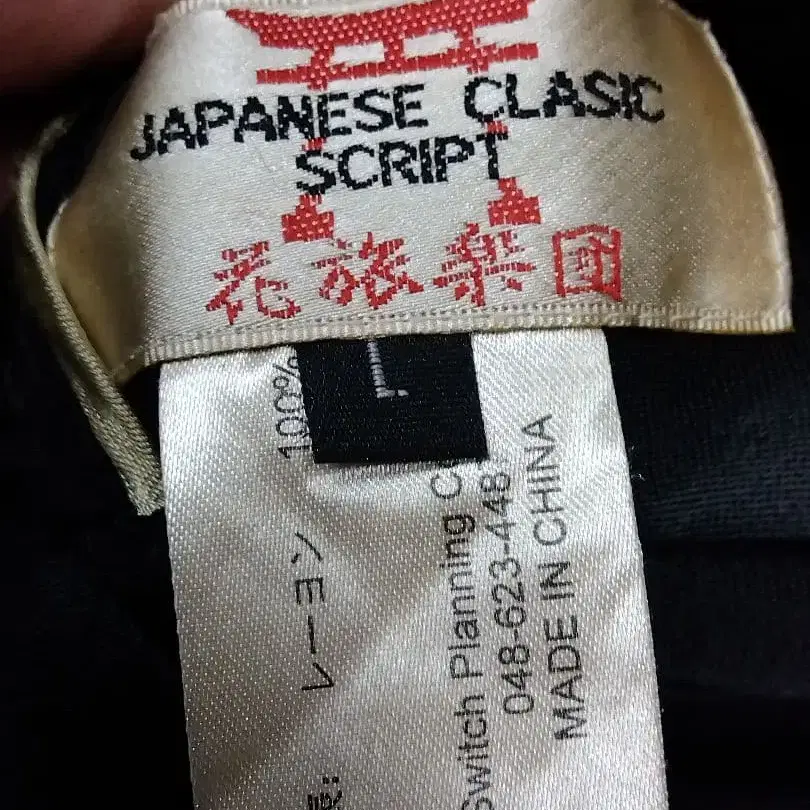 JAPANESE CLASIC
SCRIPT
花旅楽団
L
100%
レーヨン
Switch Planning
048-623-448
MADE IN CHINA